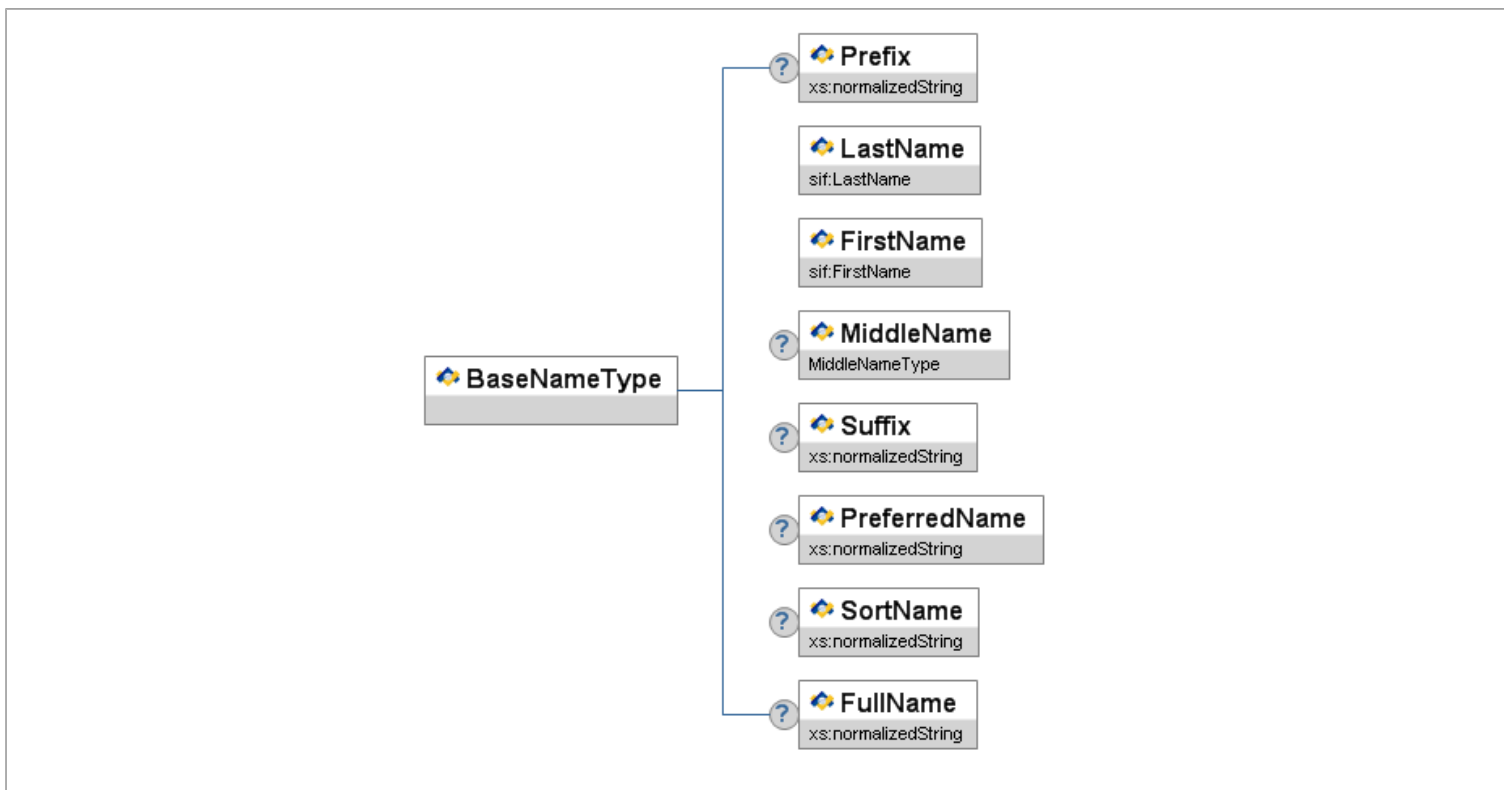 ? Prefix
xs:normalizedString
LastName
sif:LastName
FirstName
sif:FirstName
? MiddleName
MiddleNameType
BaseNameType
? Suffix
xs:normalizedString
? PreferredName
xs:normalizedString
? SortName
xs:normalizedString
? FullName
xs:normalizedString